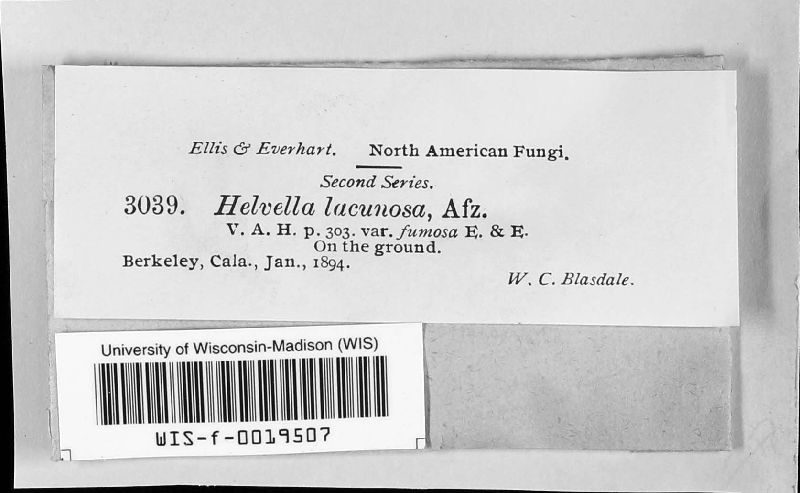 Ellis & Everhart. North American Fungi.
Second Series.
3039. Helvella lacunosa, Afz.
V. A. H. p. 303. var. fumosa E. & E.
On the ground.
Berkeley, Cala., Jan., 1894.
W. C. Blasdale.
University of Wisconsin-Madison (WIS)
WIS-f-0019507